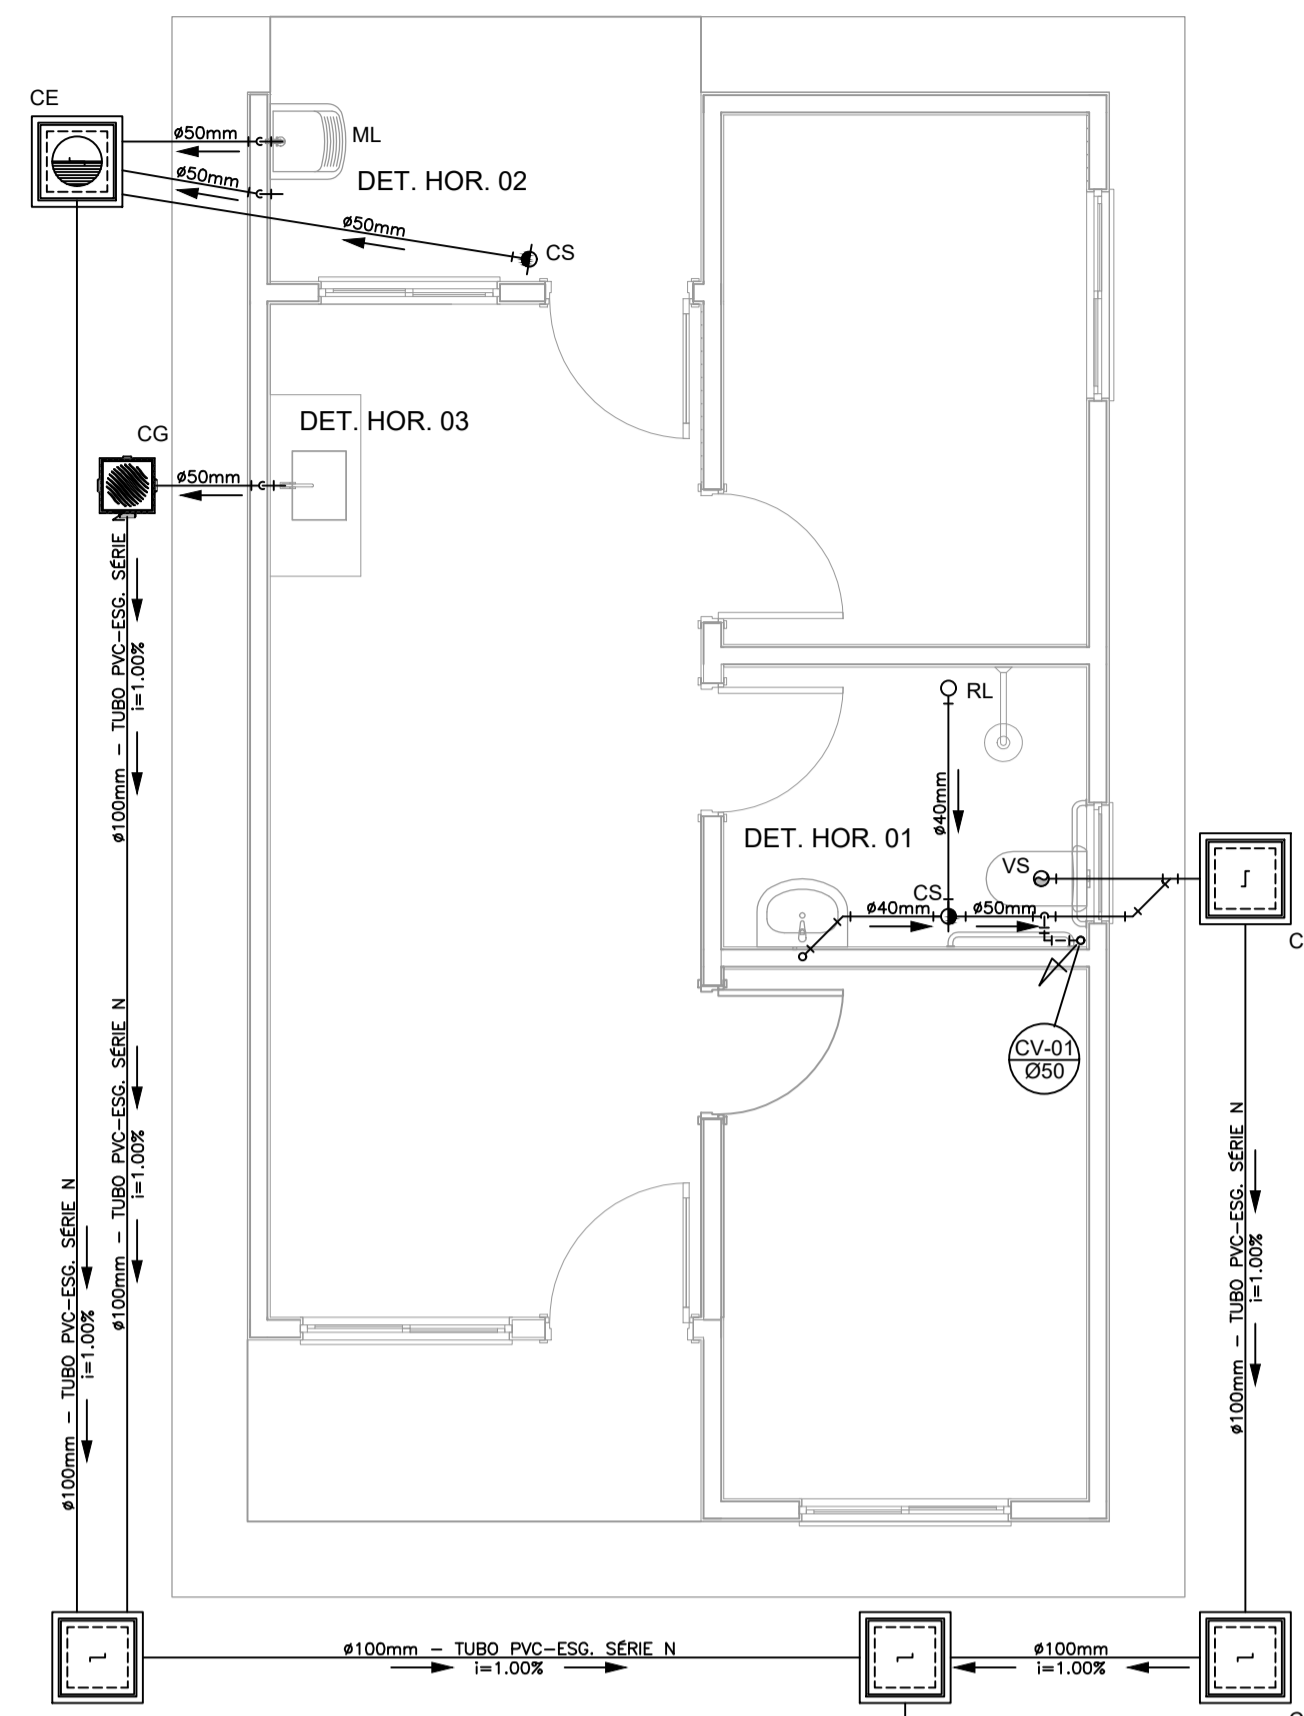 CE
ø50mm
ML
ø50mm
DET. HOR. 02
ø50mm
CS
DET. HOR. 03
CG
ø50mm
ø100mm − TUBO PVC−ESG. SÉRIE N
i=1.00%
RL
ø40mm
DET. HOR. 01
VS
CS
ø40mm
ø50mm
C
CV-01
Ø50
ø100mm − TUBO PVC−ESG. SÉRIE N
i=1.00%
ø100mm − TUBO PVC−ESG. SÉRIE N
i=1.00%
ø100mm − TUBO PVC−ESG. SÉRIE N
i=1.00%
ø100mm − TUBO PVC−ESG. SÉRIE N
i=1.00%
ø100mm
i=1.00%